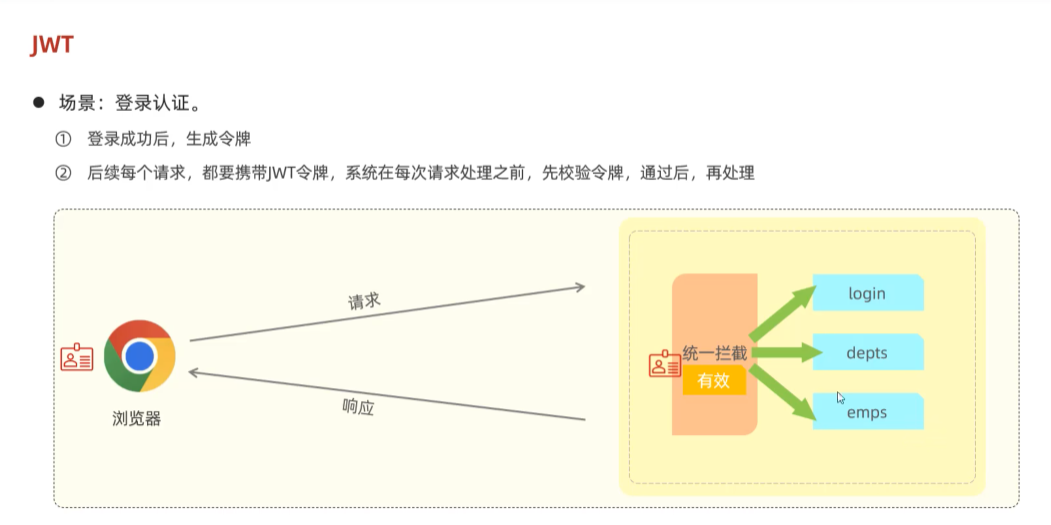 JWT
● 场景：登录认证。
① 登录成功后，生成令牌
② 后续每个请求，都要携带JWT令牌，系统在每次请求处理之前，先校验令牌，通过后，再处理
请求
响应
浏览器
统一拦截
有效
login
depts
emps